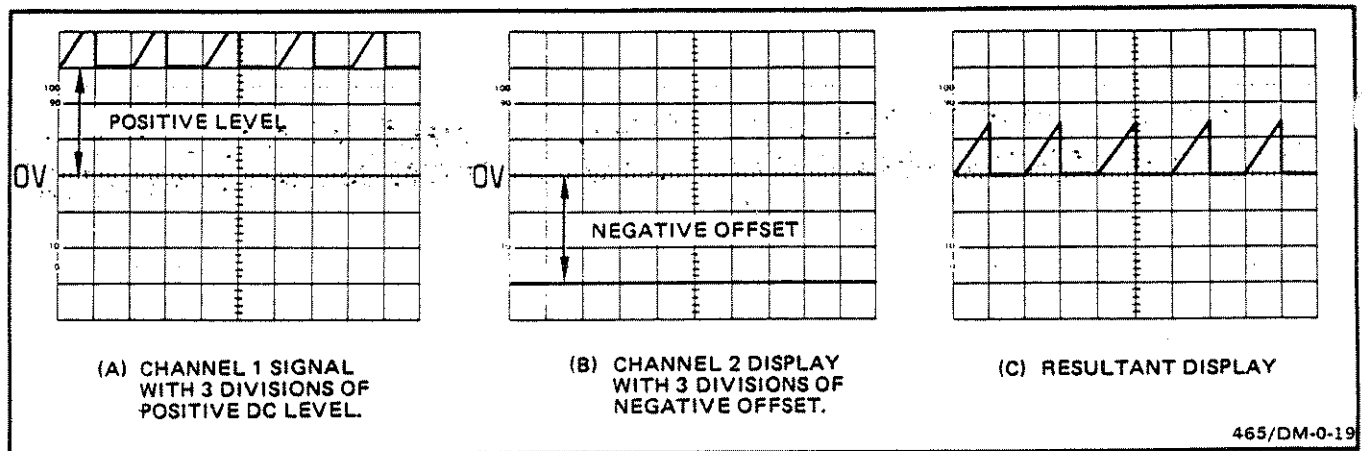 100
90
POSITIVE LEVEL
0V
100
90
0V
NEGATIVE OFFSET
10
100
90
10
0
10
0
(A) CHANNEL 1 SIGNAL
WITH 3 DIVISIONS OF
POSITIVE DC LEVEL.
(B) CHANNEL 2 DISPLAY
WITH 3 DIVISIONS OF
NEGATIVE OFFSET.
(C) RESULTANT DISPLAY
465/DM-0-19